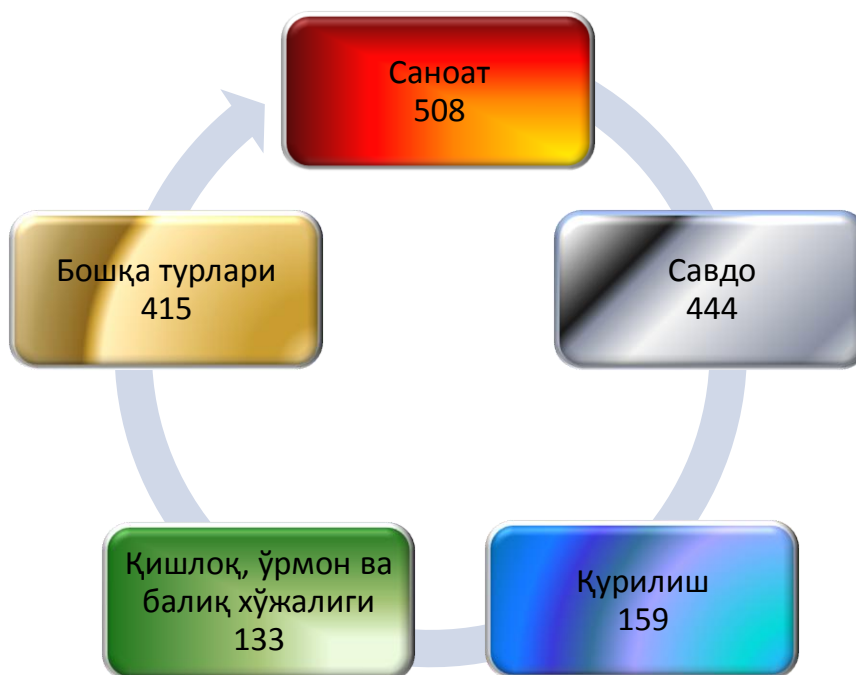 Саноат
508
Савдо
444
Қурилиш
159
Қишлоқ, ўрмон ва
балиқ хўжалиги
133
Бошқа турлари
415